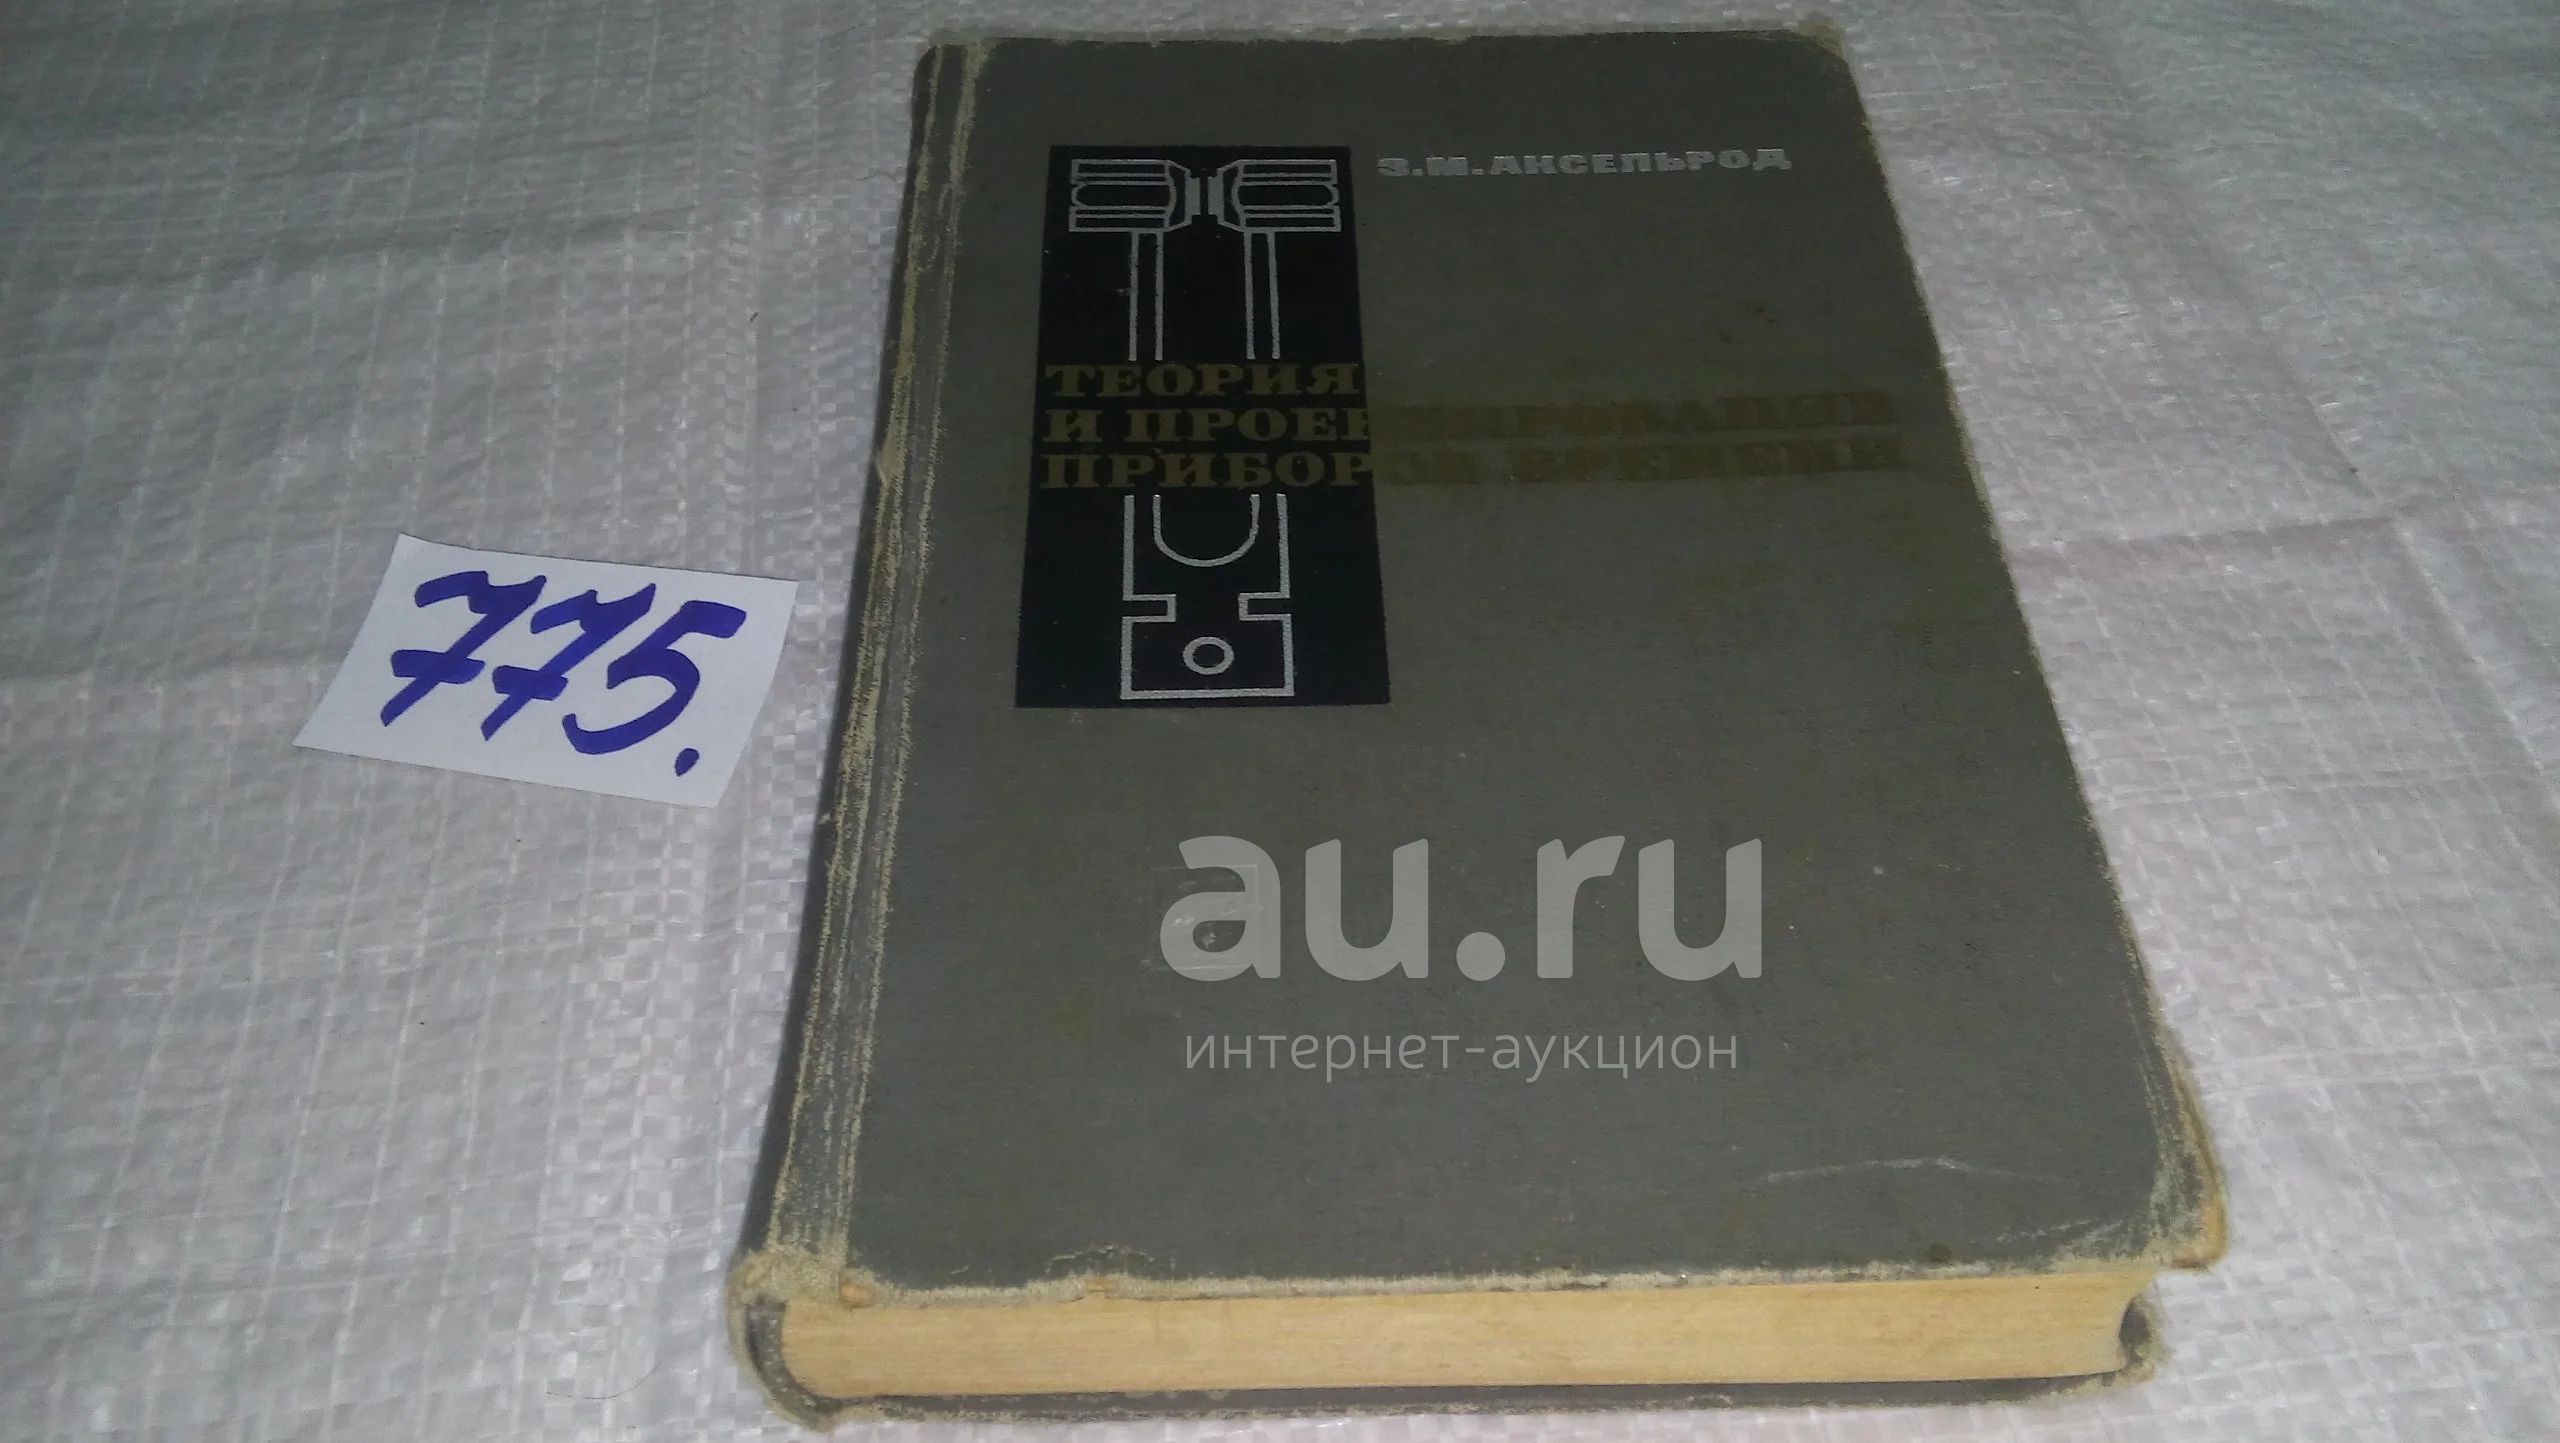 З.М.АКСЕЛЬРОД
ТЕОРИЯ
И ПРОЕКТИРОВАНИЕ
ПРИБОРОВ ВРЕМЕНИ
775.
au.ru
интернет-аукцион